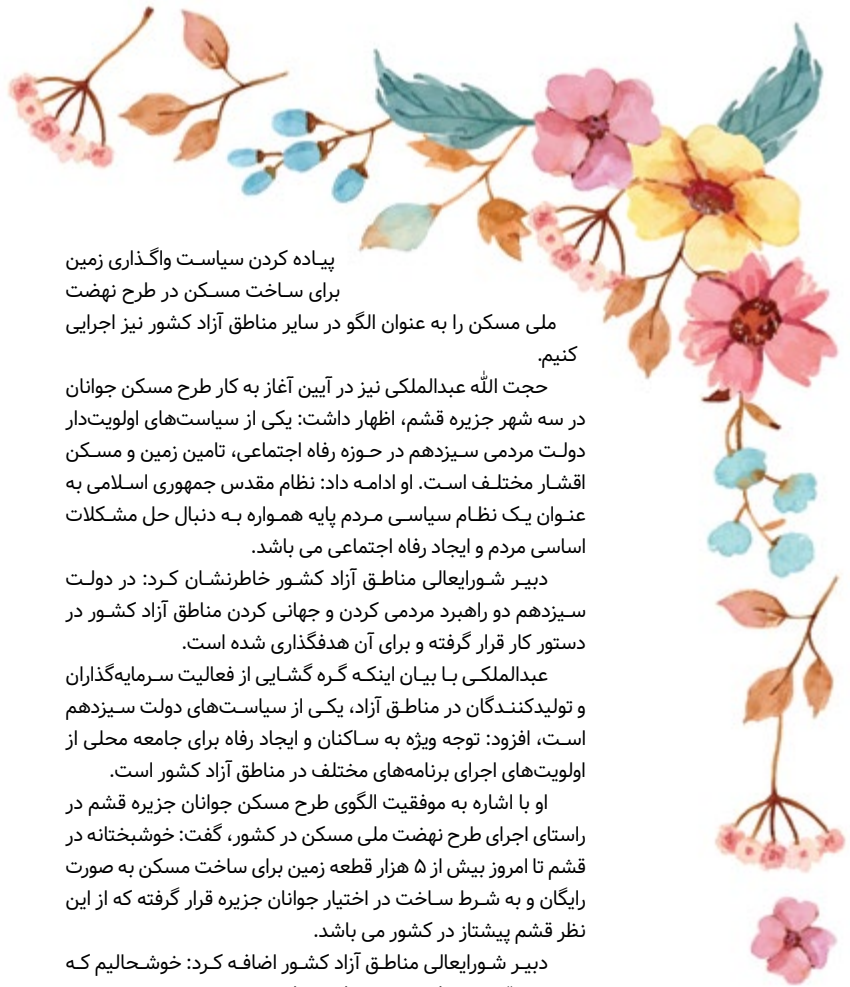 پیاده کردن سیاست واگذاری زمین
برای ساخت مسکن در طرح نهضت
ملی مسکن را به عنوان الگو در سایر مناطق آزاد کشور نیز اجرایی
کنیم.
حجت الله عبدالملکی نیز در آیین آغاز به کار طرح مسکن جوانان
در سه شهر جزیره قشم، اظهار داشت: یکی از سیاست‌های اولویت‌دار
دولت مردمی سیزدهم در حوزه رفاه اجتماعی، تامین زمین و مسکن
اقشار مختلف است. او ادامه داد: نظام مقدس جمهوری اسلامی به
عنوان یک نظام سیاسی مردم پایه همواره به دنبال حل مشکلات
اساسی مردم و ایجاد رفاه اجتماعی می باشد.
دبیر شورایعالی مناطق آزاد کشور خاطرنشان کرد: در دولت
سیزدهم دو راهبرد مردمی کردن و جهانی کردن مناطق آزاد کشور در
دستور کار قرار گرفته و برای آن هدفگذاری شده است.
عبدالملکی با بیان اینکه گره گشایی از فعالیت سرمایه‌گذاران
و تولیدکنندگان در مناطق آزاد، یکی از سیاست‌های دولت سیزدهم
است، افزود: توجه ویژه به ساکنان و ایجاد رفاه برای جامعه محلی از
اولویت‌های اجرای برنامه‌های مختلف در مناطق آزاد کشور است.
او با اشاره به موفقیت الگوی طرح مسکن جوانان جزیره قشم در
راستای اجرای طرح نهضت ملی مسکن در کشور، گفت: خوشبختانه در
قشم تا امروز بیش از ۵ هزار قطعه زمین برای ساخت مسکن به صورت
رایگان و به شرط ساخت در اختیار جوانان جزیره قرار گرفته که از این
نظر قشم پیشتاز در کشور می باشد.
دبیر شورایعالی مناطق آزاد کشور اضافه کرد: خوشحالیم که